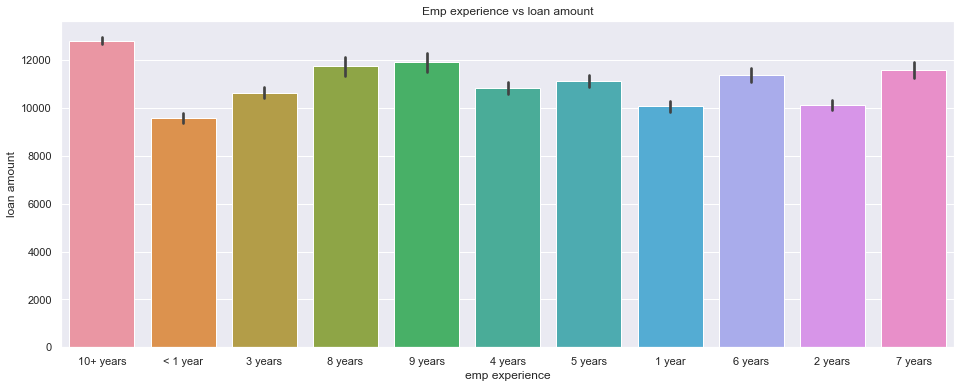 Emp experience vs loan amount
loan amount
12000
10000
8000
6000
4000
2000
0
10+ years
< 1 year
3 years
8 years
9 years
4 years
5 years
1 year
6 years
2 years
7 years
emp experience